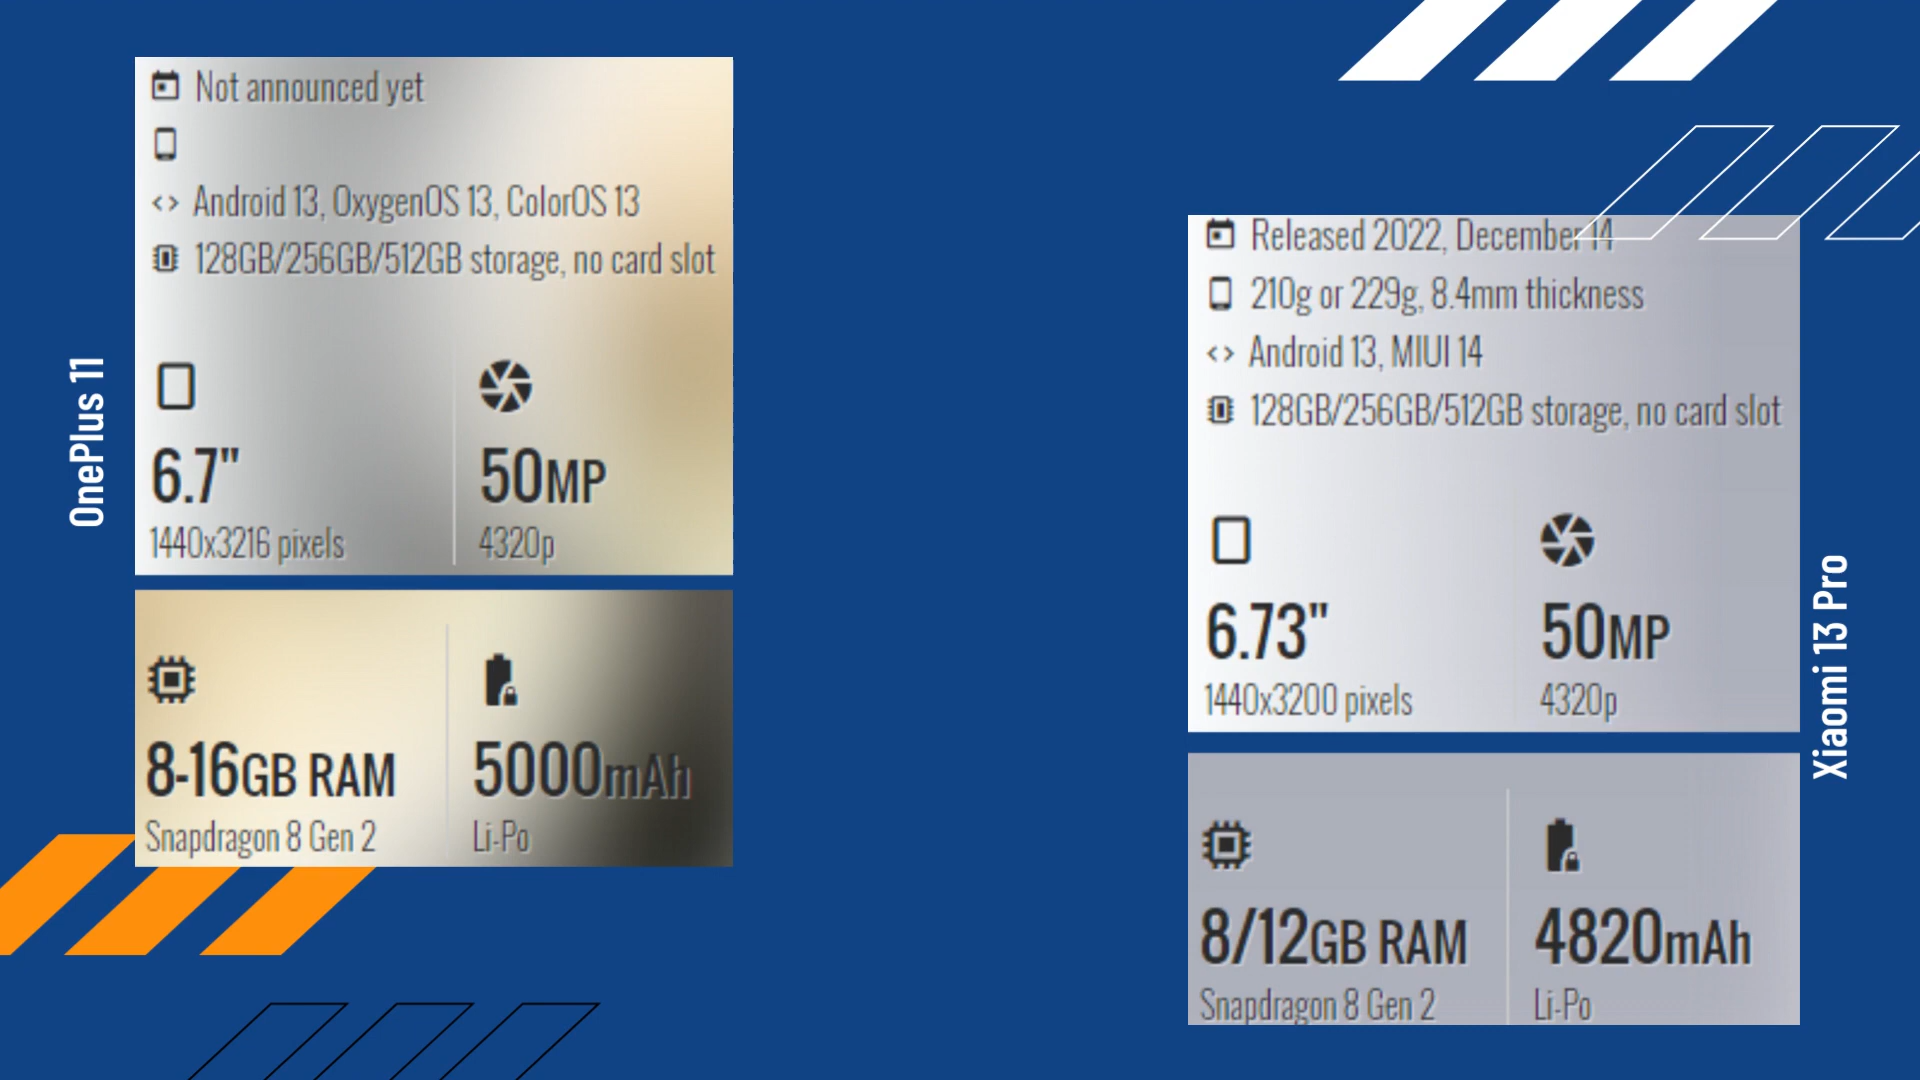 OnePlus 11
Not announced yet
Android 13, OxygenOS 13, ColorOS 13
128GB/256GB/512GB storage, no card slot
6.7"
1440x3216 pixels
50MP
4320p
8-16GB RAM
Snapdragon 8 Gen 2
5000mAh
Li-Po
Released 2022, December 14
210g or 229g, 8.4mm thickness
Android 13, MIUI 14
128GB/256GB/512GB storage, no card slot
6.73"
1440x3200 pixels
50MP
4320p
8/12GB RAM
Snapdragon 8 Gen 2
4820mAh
Li-Po
Xiaomi 13 Pro